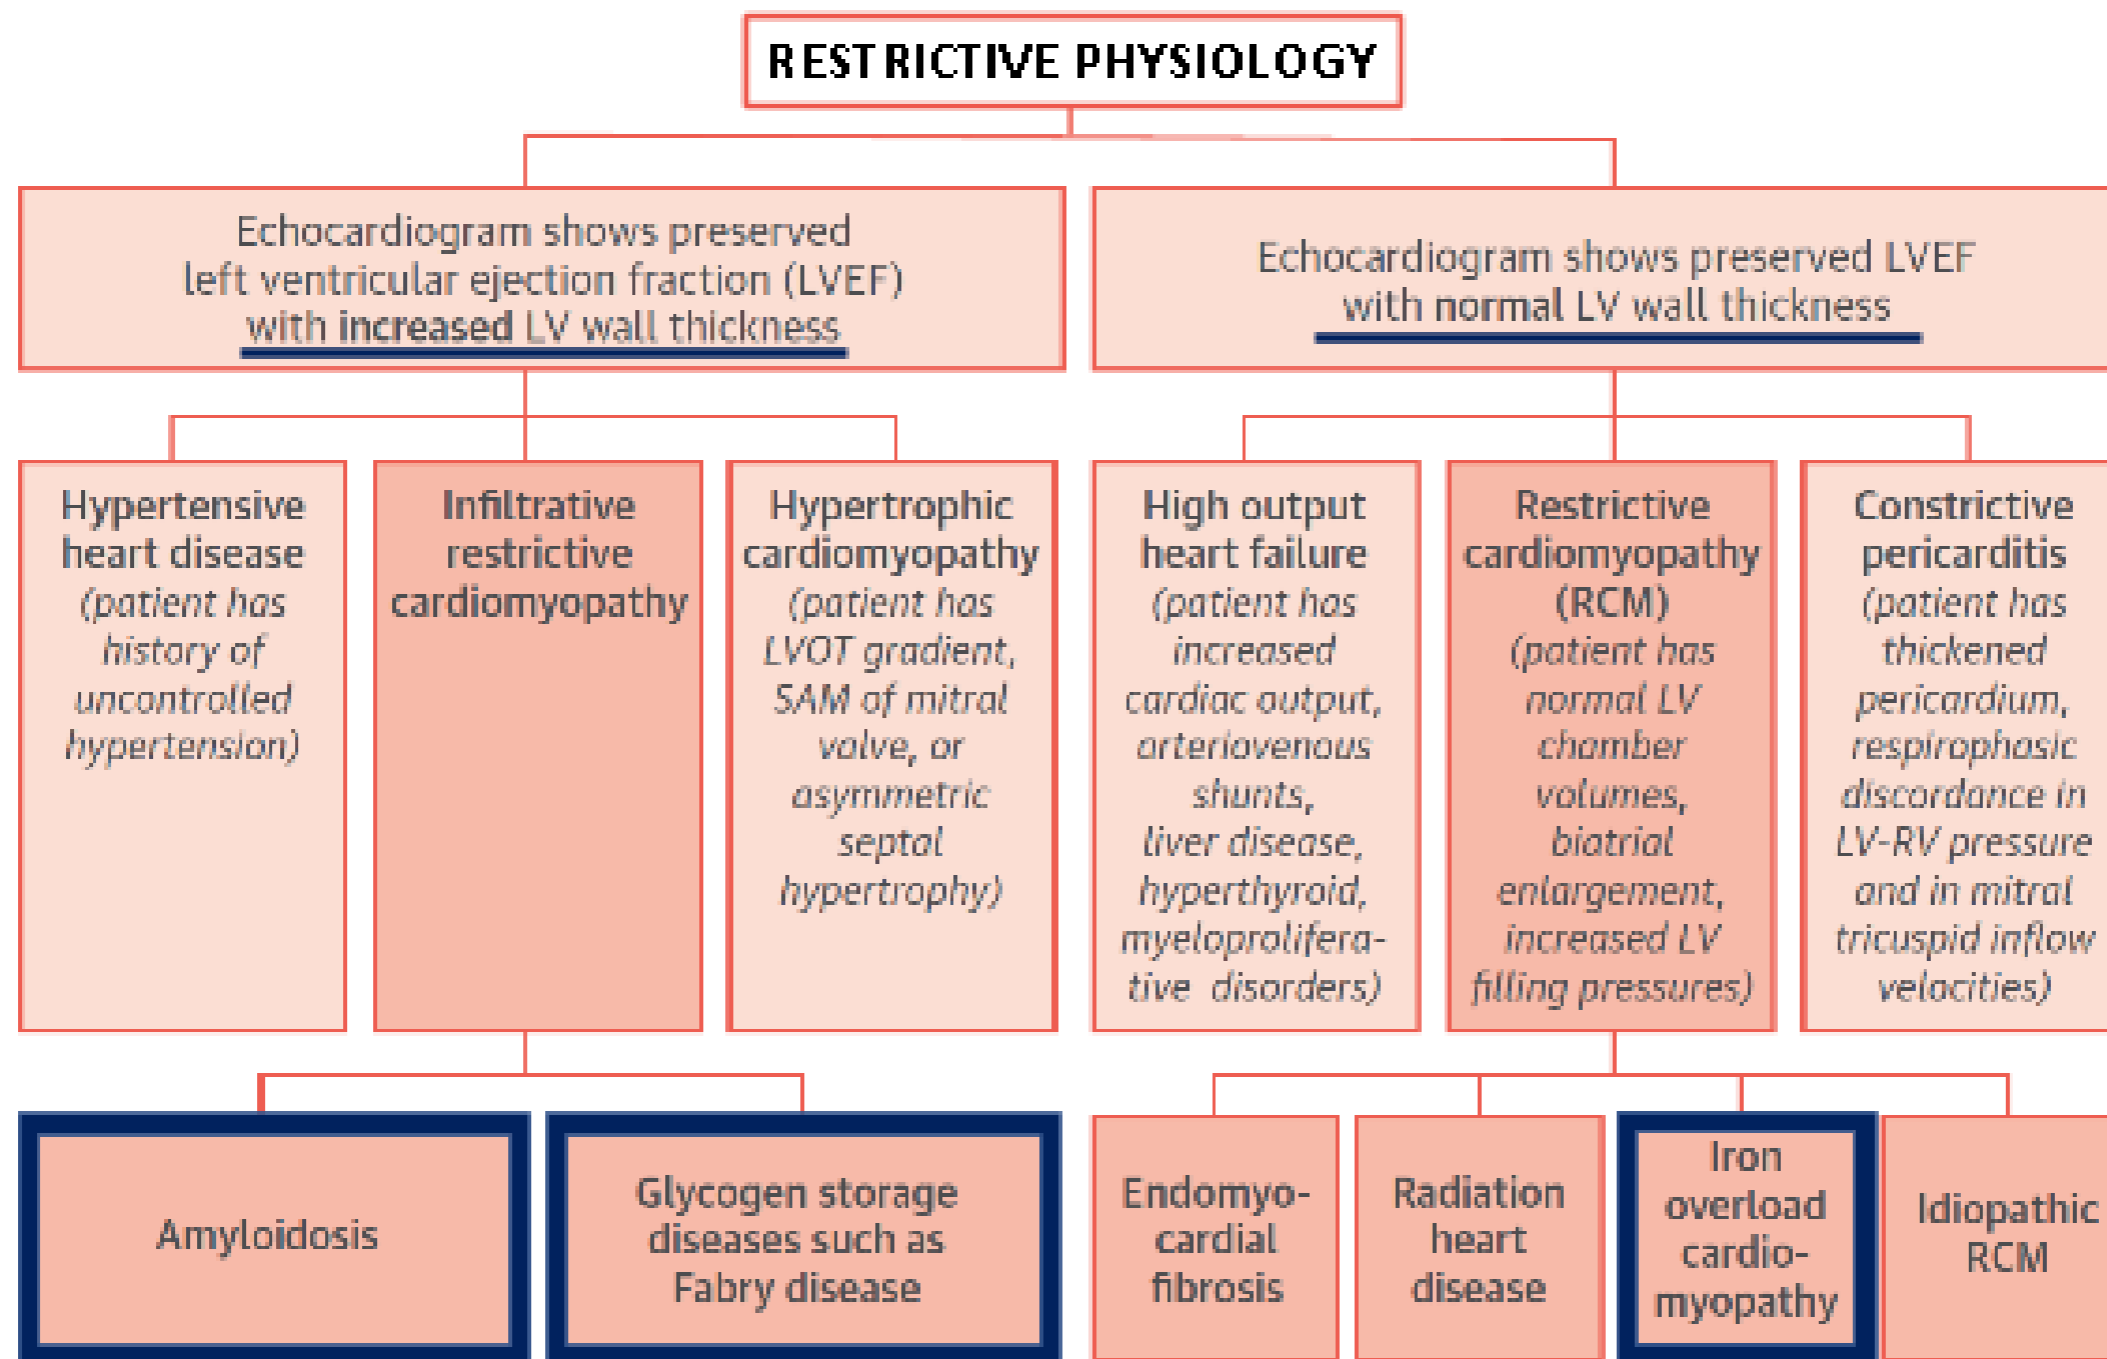 RESTRICTIVE PHYSIOLOGY
Echocardiogram shows preserved
left ventricular ejection fraction (LVEF)
with increased LV wall thickness
Echocardiogram shows preserved LVEF
with normal LV wall thickness
Hypertensive
heart disease
(patient has
history of
uncontrolled
hypertension)
Infiltrative
restrictive
cardiomyopathy
Hypertrophic
cardiomyopathy
(patient has
LVOT gradient,
SAM of mitral
valve, or
asymmetric
septal
hypertrophy)
High output
heart failure
(patient has
increased
cardiac output,
arteriovenous
shunts,
liver disease,
hyperthyroid,
myeloprolifera-
tive disorders)
Restrictive
cardiomyopathy
(RCM)
(patient has
normal LV
chamber
volumes,
biatrial
enlargement,
increased LV
filling pressures)
Constrictive
pericarditis
(patient has
thickened
pericardium,
respirophasic
discordance in
LV-RV pressure
and in mitral
tricuspid inflow
velocities)
Amyloidosis
Glycogen storage
diseases such as
Fabry disease
Endomyo-
cardial
fibrosis
Radiation
heart
disease
Iron
overload
cardio-
myopathy
Idiopathic
RCM